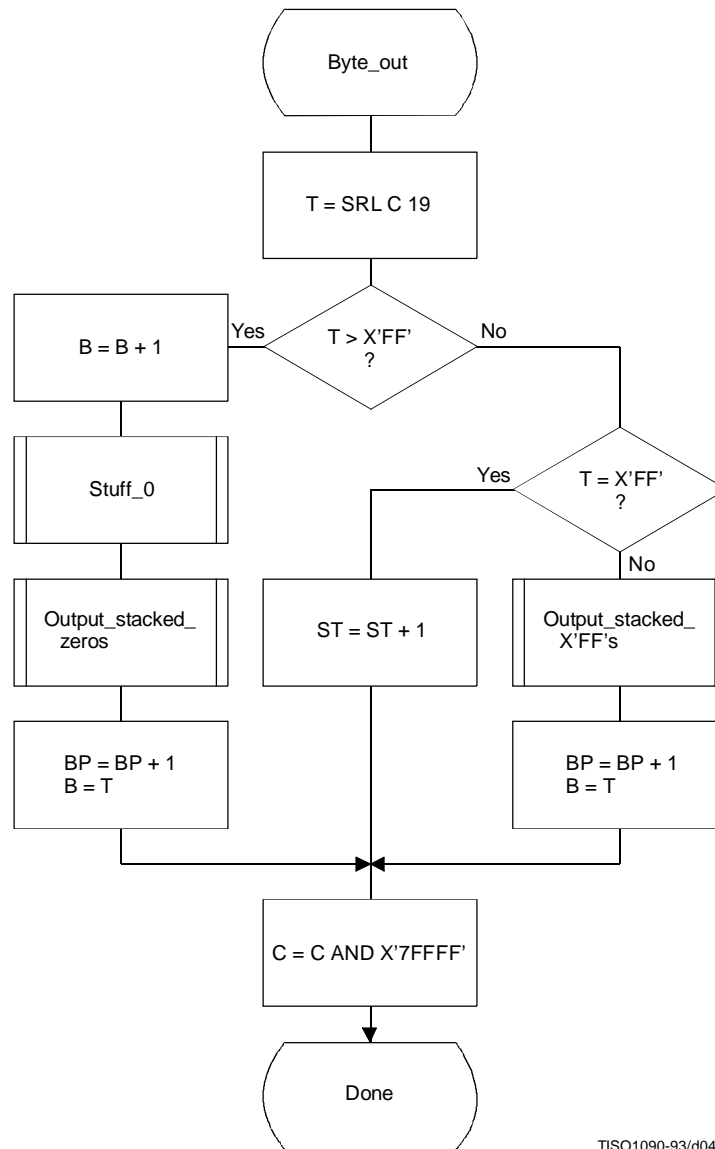 Byte_out
T = SRL C 19
T > X’FF’
?
Yes
No
B = B + 1
Stuff_0
T = X’FF’
?
Yes
No
Output_stacked_
zeros
ST = ST + 1
Output_stacked_
X’FF’s
BP = BP + 1
B = T
BP = BP + 1
B = T
C = C AND X’7FFFF’
Done
TISO1090-93/d04